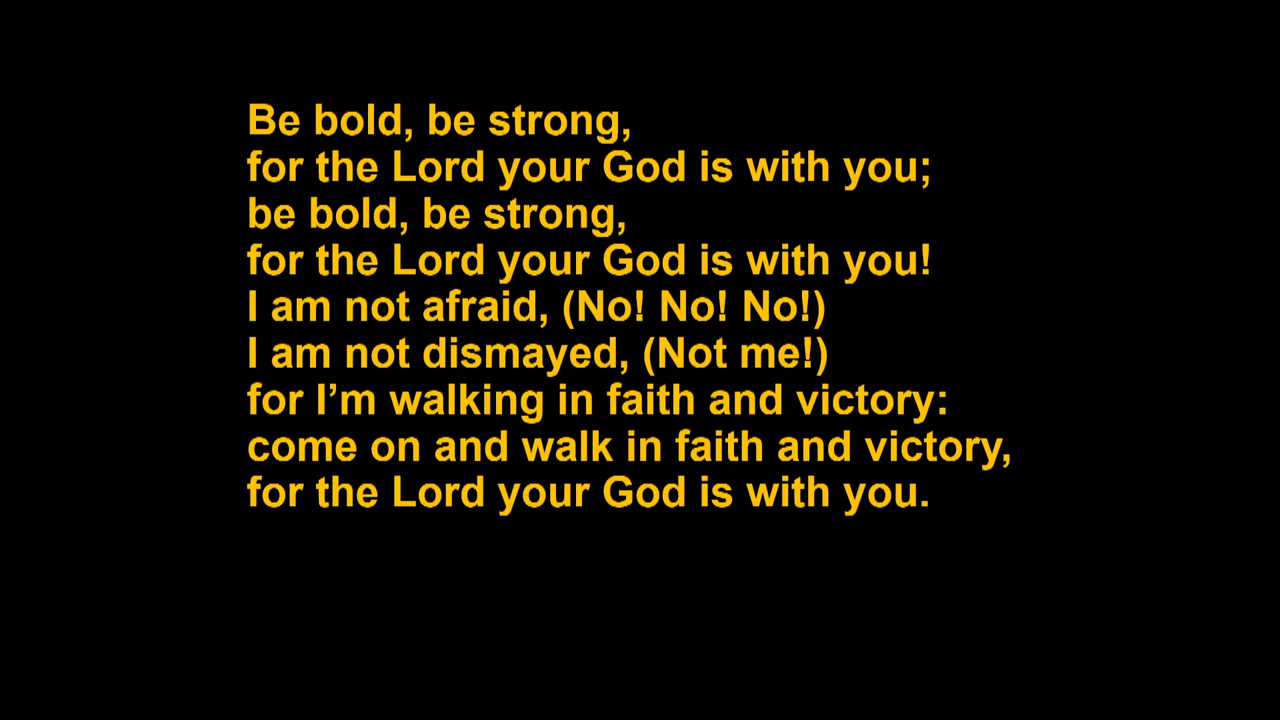 Be bold, be strong,
for the Lord your God is with you;
be bold, be strong,
for the Lord your God is with you!
I am not afraid, (No! No! No!)
I am not dismayed, (Not me!)
for I’m walking in faith and victory:
come on and walk in faith and victory,
for the Lord your God is with you.